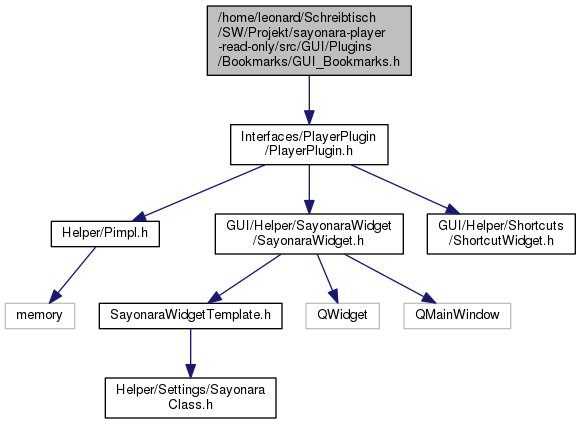 /home/leonard/Schreibtisch
/SW/Projekt/sayonara-player
-read-only/src/GUI/Plugins
/Bookmarks/GUI_Bookmarks.h
Interfaces/PlayerPlugin
/PlayerPlugin.h
Helper/Pimpl.h
GUI/Helper/SayonaraWidget
/SayonaraWidget.h
GUI/Helper/Shortcuts
/ShortcutWidget.h
memory
SayonaraWidgetTemplate.h
QWidget
QMainWindow
Helper/Settings/Sayonara
Class.h